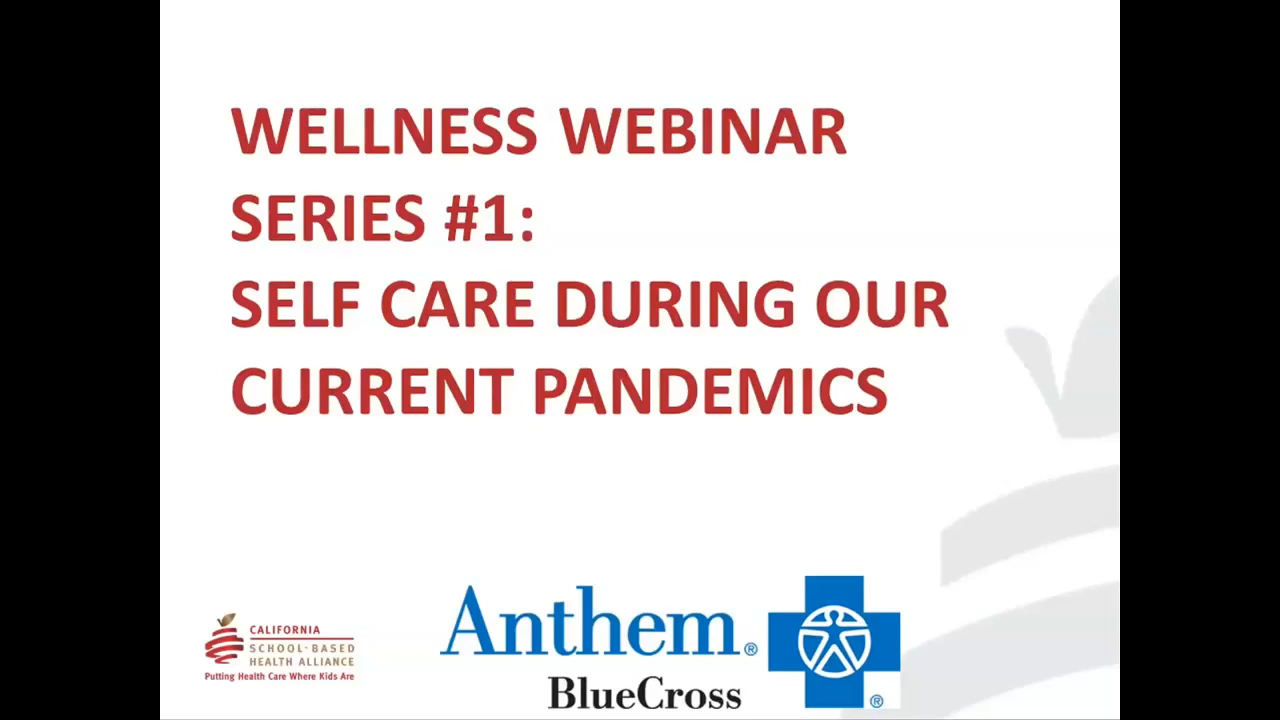 WELLNESS WEBINAR
SERIES #1:
SELF CARE DURING OUR
CURRENT PANDEMICS
CALIFORNIA
SCHOOL-BASED
HEALTH ALLIANCE
Putting Health Care Where Kids Are
Anthem®
BlueCross
®